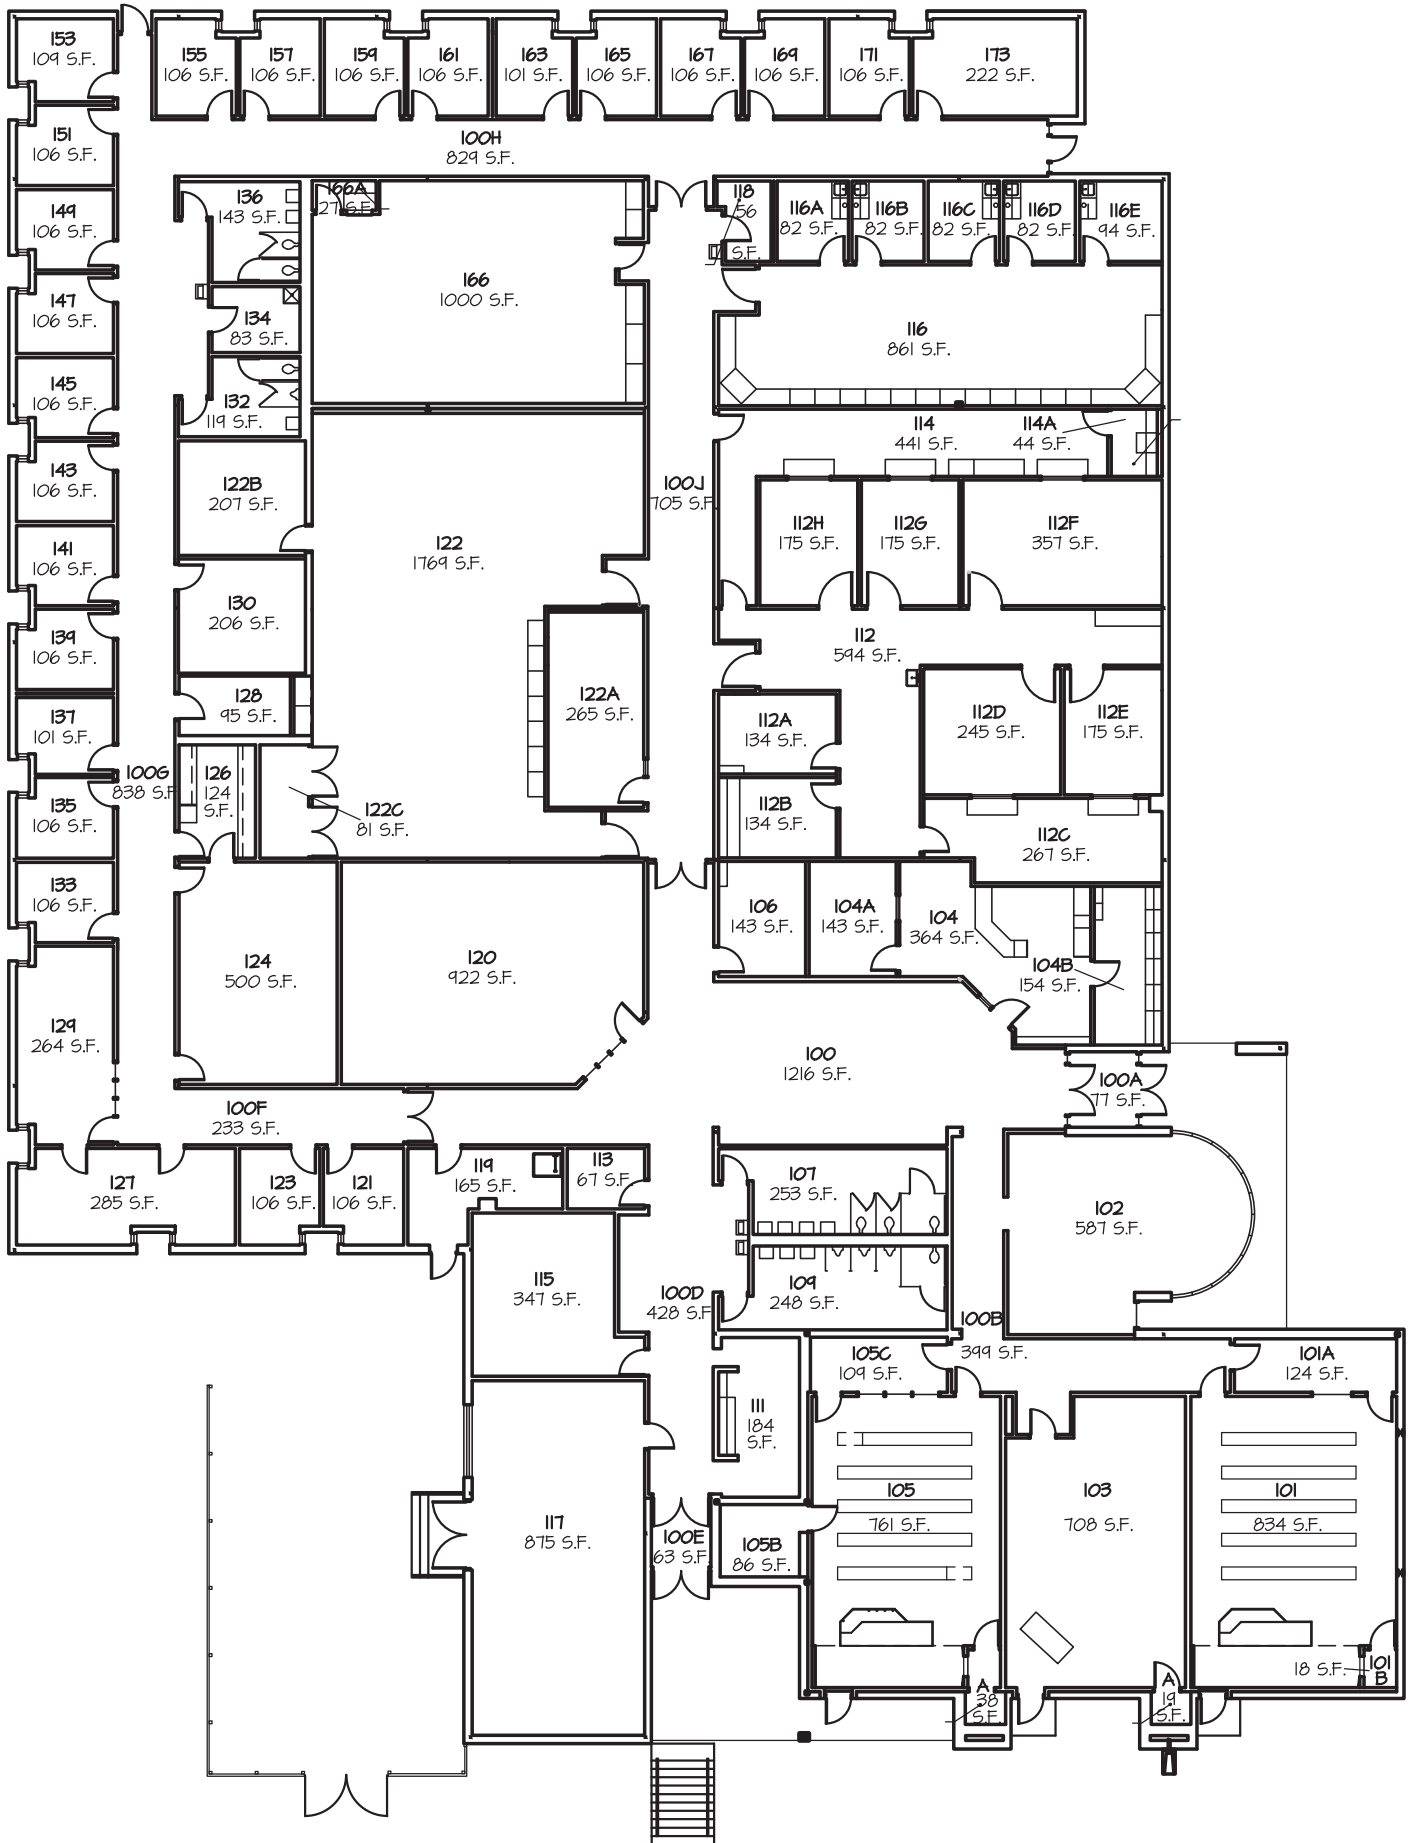 153
109 S.F.
155
106 S.F.
157
106 S.F.
159
106 S.F.
161
106 S.F.
163
101 S.F.
165
106 S.F.
167
106 S.F.
169
106 S.F.
171
106 S.F.
173
222 S.F.
151
106 S.F.
100H
829 S.F.
149
106 S.F.
136
143 S.F.
166A
27 S.F.
118
56
S.F.
116A
82 S.F.
116B
82 S.F.
116C
82 S.F.
116D
82 S.F.
116E
94 S.F.
147
106 S.F.
134
83 S.F.
166
1000 S.F.
116
861 S.F.
145
106 S.F.
132
119 S.F.
114
441 S.F.
114A
44 S.F.
143
106 S.F.
122B
207 S.F.
100J
705 S.F.
141
106 S.F.
122
1769 S.F.
112H
175 S.F.
112G
175 S.F.
112F
357 S.F.
139
106 S.F.
130
206 S.F.
112
594 S.F.
137
101 S.F.
128
95 S.F.
122A
265 S.F.
112A
134 S.F.
112D
245 S.F.
112E
175 S.F.
100G
838 S.F.
126
124
S.F.
135
106 S.F.
122C
81 S.F.
112B
134 S.F.
112C
267 S.F.
133
106 S.F.
106
143 S.F.
104A
143 S.F.
104
364 S.F.
124
500 S.F.
120
922 S.F.
104B
154 S.F.
129
264 S.F.
100
1216 S.F.
100A
77 S.F.
100F
233 S.F.
127
285 S.F.
123
106 S.F.
121
106 S.F.
119
165 S.F.
113
67 S.F.
107
253 S.F.
102
587 S.F.
115
347 S.F.
100D
428 S.F.
109
248 S.F.
100B
399 S.F.
105C
109 S.F.
101A
124 S.F.
111
184
S.F.
117
875 S.F.
100E
63 S.F.
105B
86 S.F.
105
761 S.F.
103
708 S.F.
101
834 S.F.
18 S.F.
101
B
A
38
S.F.
A
19
S.F.